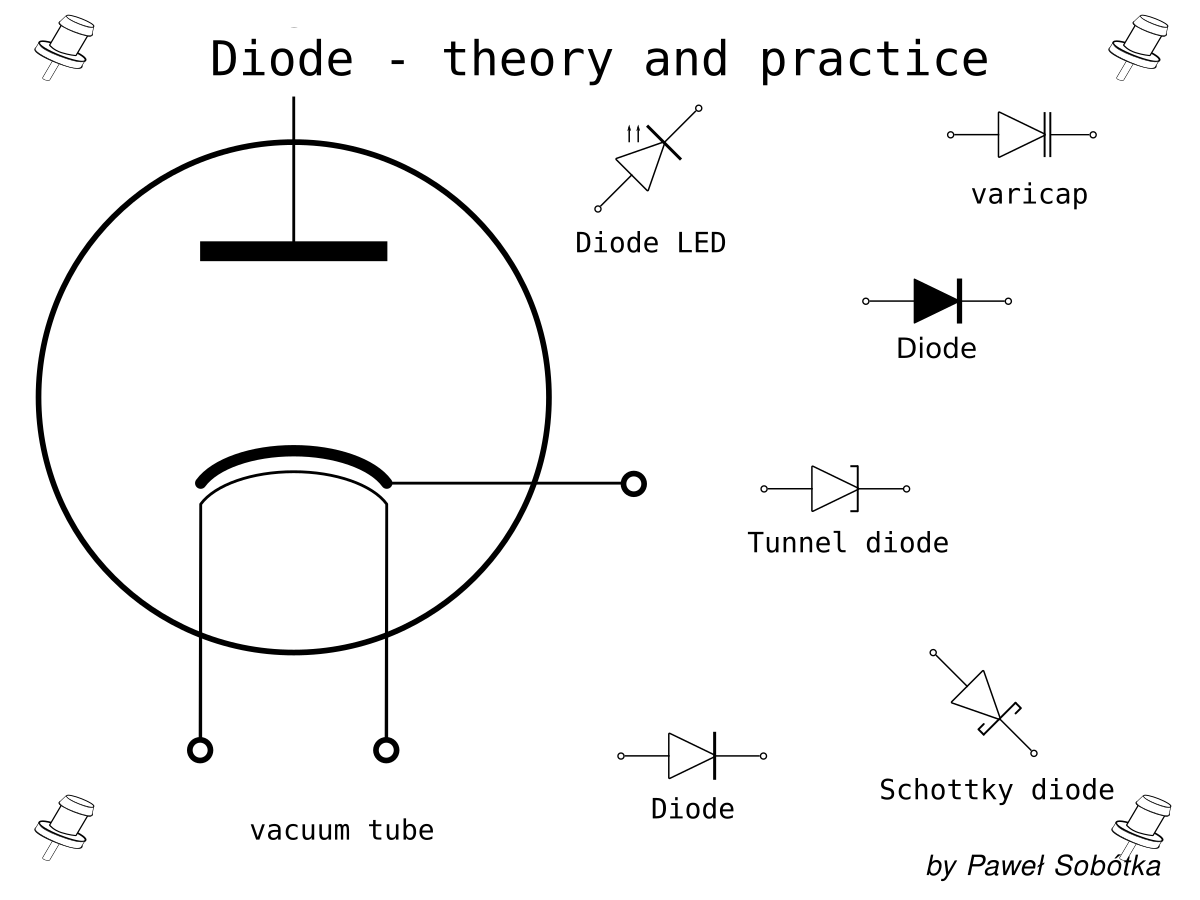 Diode - theory and practice
Diode LED
varicap
Diode
Tunnel diode
Schottky diode
Diode
vacuum tube
by Paweł Sobótka